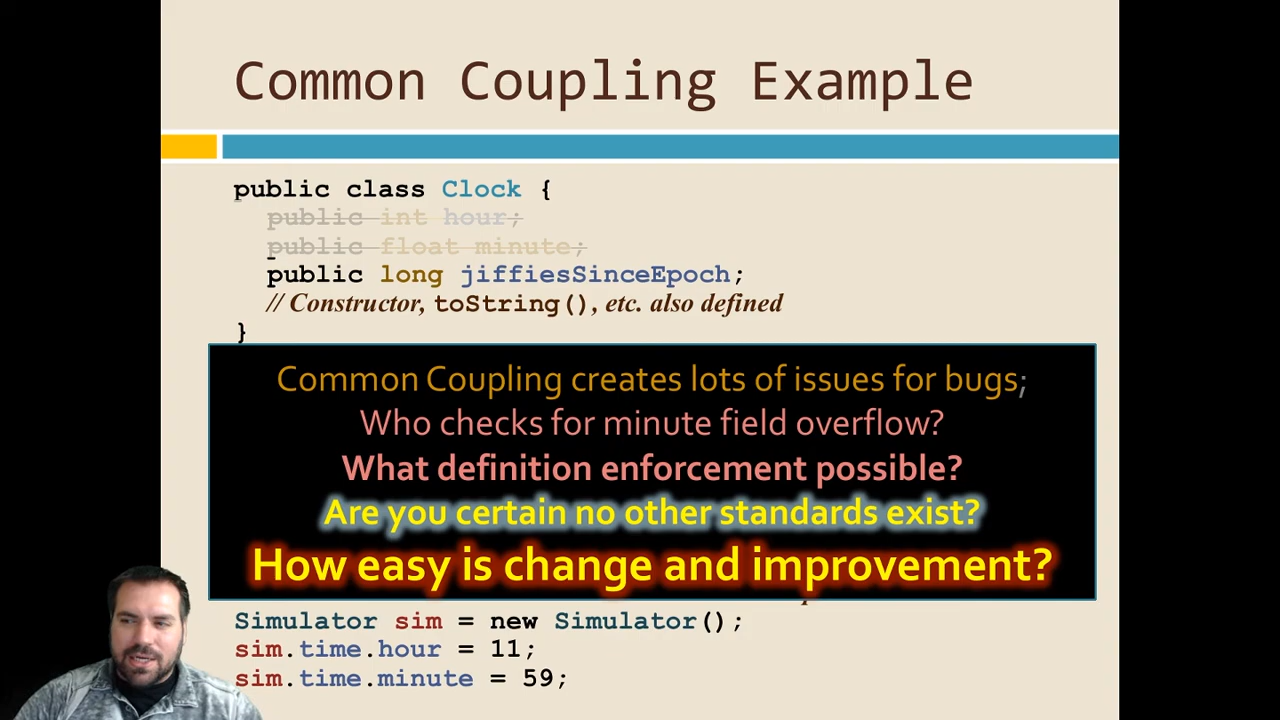 Common Coupling Example
public class Clock {
public int hour;
public float minute;
public long jiffiesSinceEpoch;
// Constructor, toString(), etc. also defined
}
Common Coupling creates lots of issues for bugs;
Who checks for minute field overflow?
What definition enforcement possible?
Are you certain no other standards exist?
How easy is change and improvement?
Simulator sim = new Simulator();
sim.time.hour = 11;
sim.time.minute = 59;